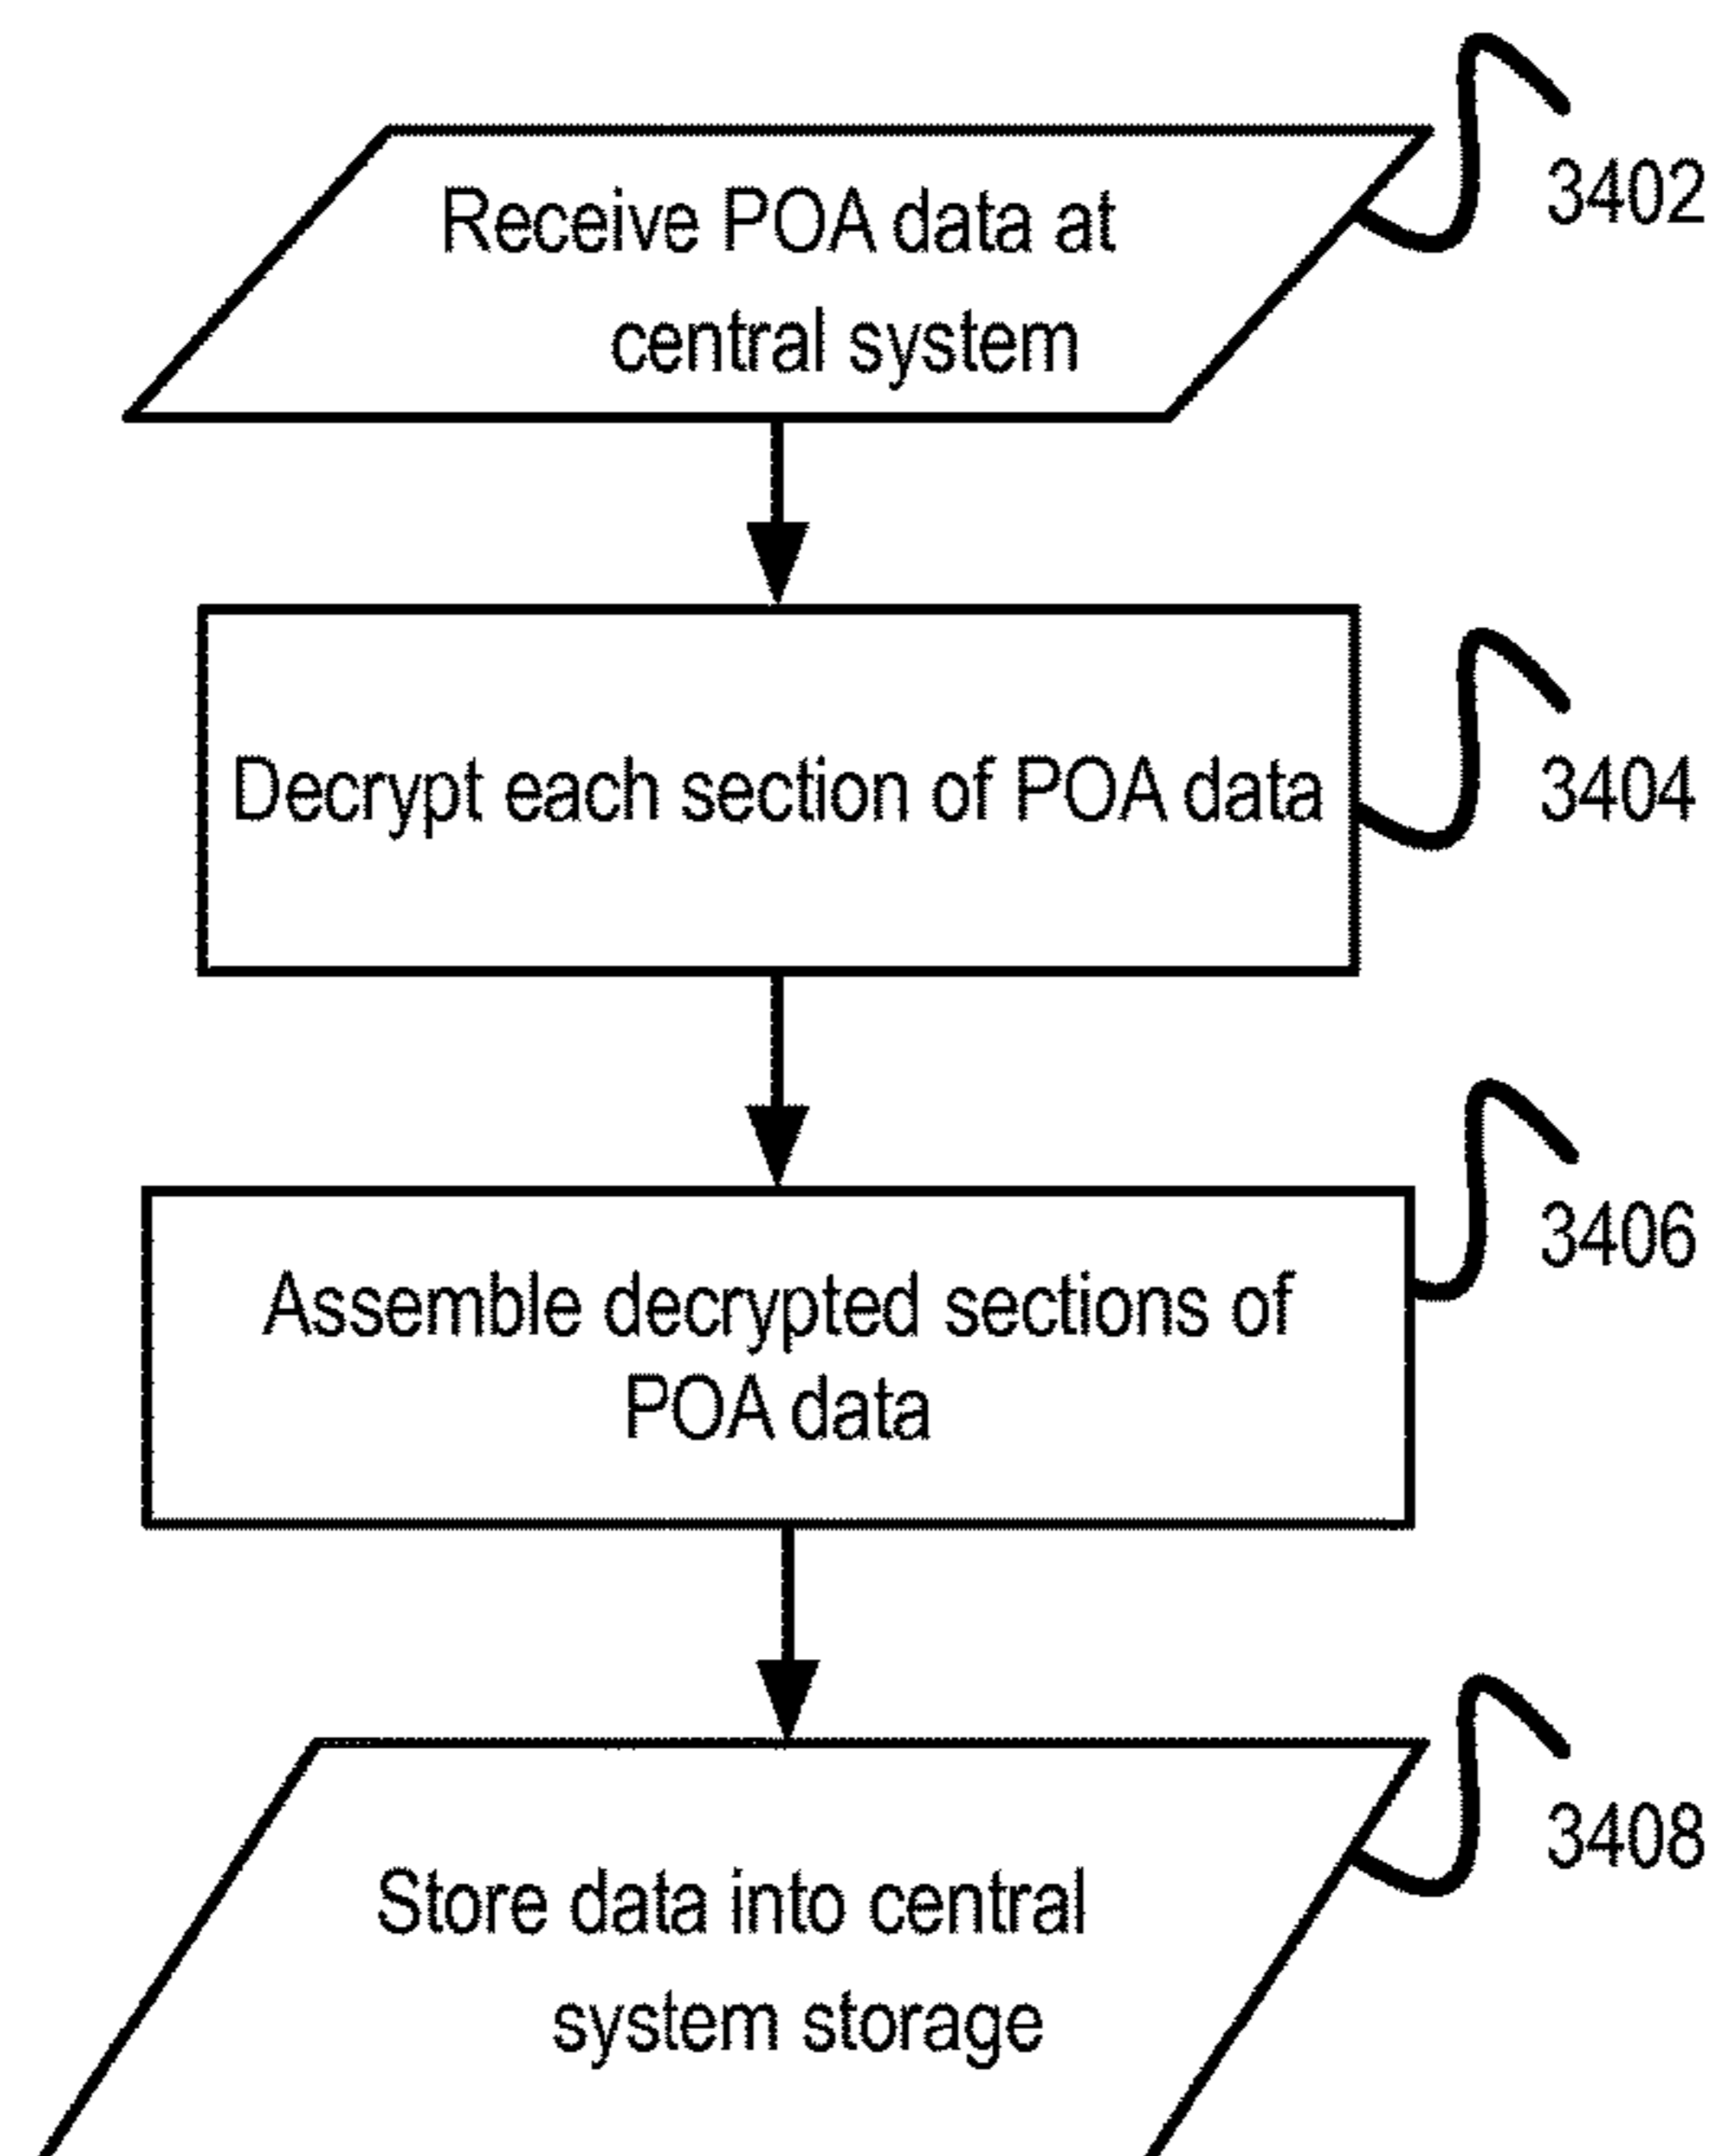 Receive POA data at
central system
3402
Decrypt each section of POA data
3404
Assemble decrypted sections of
POA data
3406
Store data into central
system storage
3408